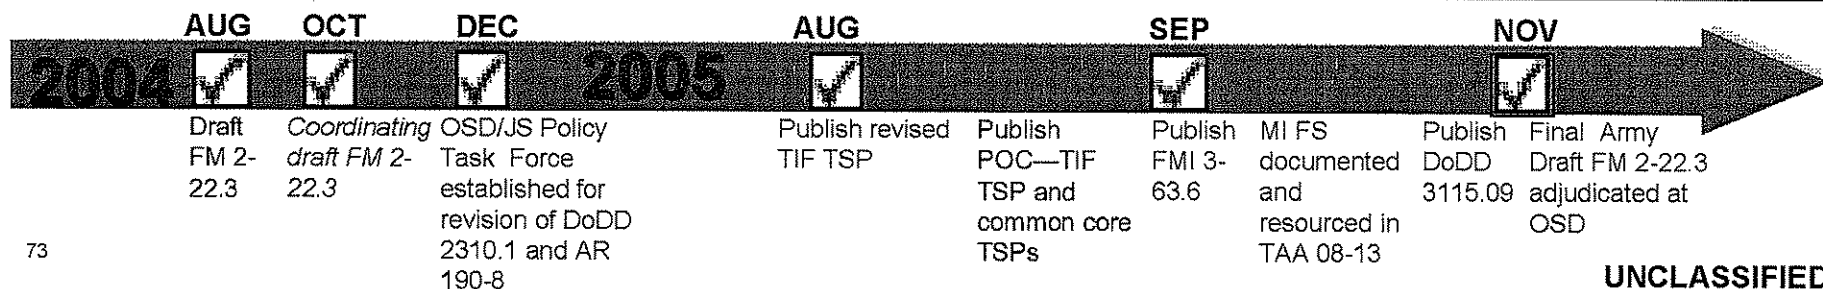 AUG OCT DEC AUG SEP NOV
2004 2005
Draft
FM 2-
22.3
Coordinating
draft FM 2-
22.3
OSD/JS Policy
Task Force
established for
revision of DoDD
2310.1 and AR
190-8
Publish revised
TIF TSP
Publish
POC—TIF
TSP and
common core
TSPs
Publish
FMI 3-
63.6
MI FS
documented
and
resourced in
TAA 08-13
Publish
DoDD
3115.09
Final Army
Draft FM 2-22.3
adjudicated at
OSD
73
UNCLASSIFIED